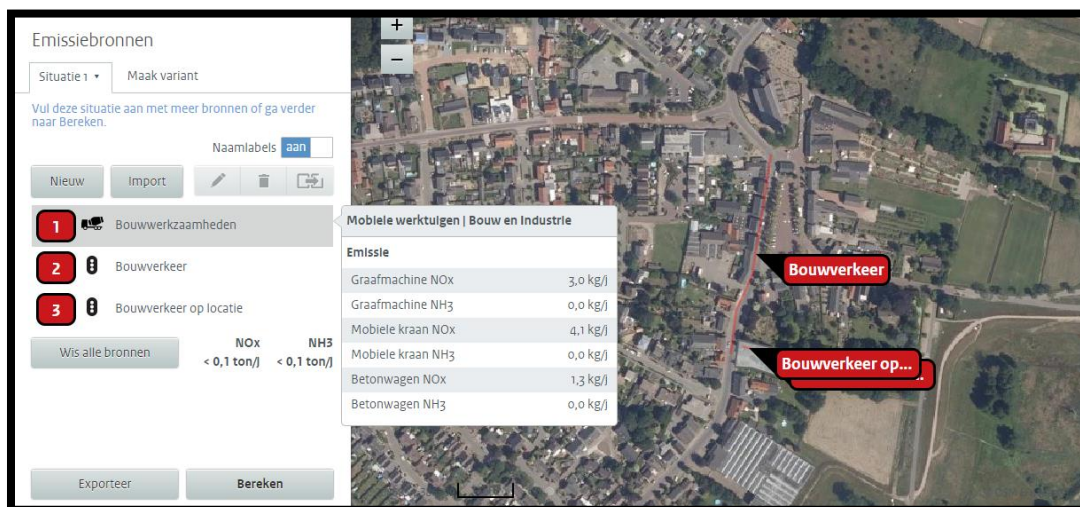 Emissiebronnen
Situatie 1 ▾ Maak variant
Vul deze situatie aan met meer bronnen of ga verder
naar Bereken.
Naamlabels aan
Nieuw Import
1 Bouwwerkzaamheden
2 Bouwverkeer
3 Bouwverkeer op locatie
Wis alle bronnen
NOx NH3
< 0,1 ton/j < 0,1 ton/j
Exporteer Bereken
Mobiele werktuigen | Bouw en Industrie
Emissie
Graafmachine NOx 3,0 kg/j
Graafmachine NH3 0,0 kg/j
Mobiele kraan NOx 4,1 kg/j
Mobiele kraan NH3 0,0 kg/j
Betonwagen NOx 1,3 kg/j
Betonwagen NH3 0,0 kg/j
+
−
Bouwverkeer
Bouwverkeer op...